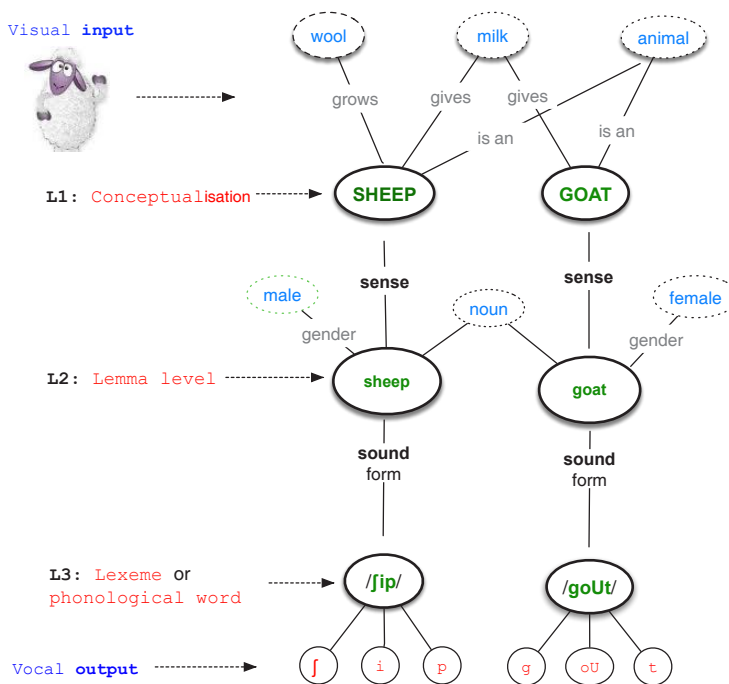 Visual input
wool milk animal
grows gives gives
is an is an
L1: Conceptualisation SHEEP GOAT
sense sense
male noun female
gender gender
L2: Lemma level sheep goat
sound sound
form form
L3: Lexeme or /ʃip/ /goUt/
phonological word
Vocal output ʃ i p g oU t